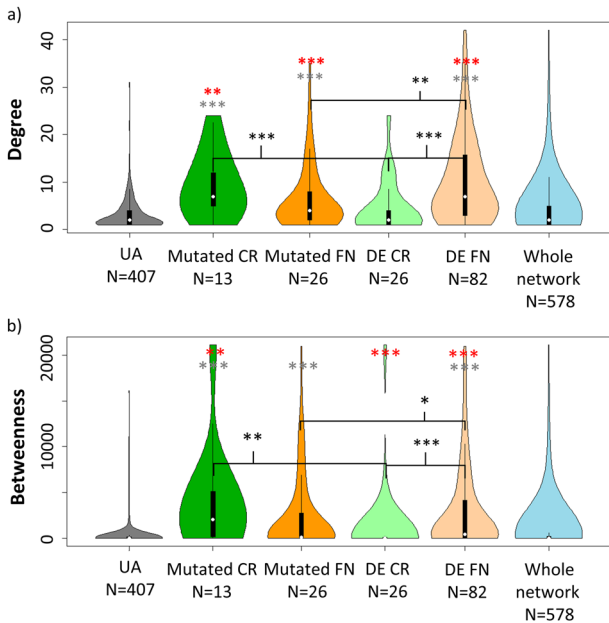 a)
Degree
40
30
20
10
0
** *** *** *** *** ***
**
*** ***
UA Mutated CR Mutated FN DE CR DE FN Whole network
N=407 N=13 N=26 N=26 N=82 N=578
b)
Betweenness
20000
10000
0
** *** *** *** *** ***
*
** ***
UA Mutated CR Mutated FN DE CR DE FN Whole network
N=407 N=13 N=26 N=26 N=82 N=578